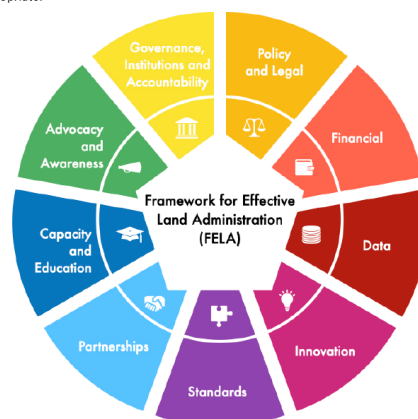 Governance,
Institutions and
Accountability
Policy
and Legal
Advocacy
and
Awareness
Financial
Framework for Effective
Land Administration
(FELA)
Capacity
and
Education
Data
Partnerships
Innovation
Standards